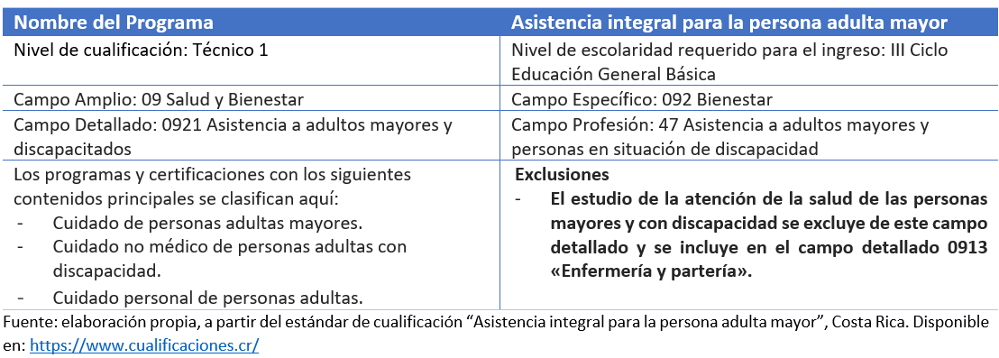 Nombre del Programa
Asistencia integral para la persona adulta mayor
Nivel de cualificación: Técnico 1
Nivel de escolaridad requerido para el ingreso: III Ciclo
Educación General Básica
Campo Amplio: 09 Salud y Bienestar
Campo Específico: 092 Bienestar
Campo Detallado: 0921 Asistencia a adultos mayores y
discapacitados
Campo Profesión: 47 Asistencia a adultos mayores y
personas en situación de discapacidad
Los programas y certificaciones con los siguientes
contenidos principales se clasifican aquí:
- Cuidado de personas adultas mayores.
- Cuidado no médico de personas adultas con
discapacidad.
- Cuidado personal de personas adultas.
Exclusiones
- El estudio de la atención de la salud de las personas
mayores y con discapacidad se excluye de este campo
detallado y se incluye en el campo detallado 0913
«Enfermería y partería».
Fuente: elaboración propia, a partir del estándar de cualificación “Asistencia integral para la persona adulta mayor”, Costa Rica. Disponible
en: https://www.cualificaciones.cr/